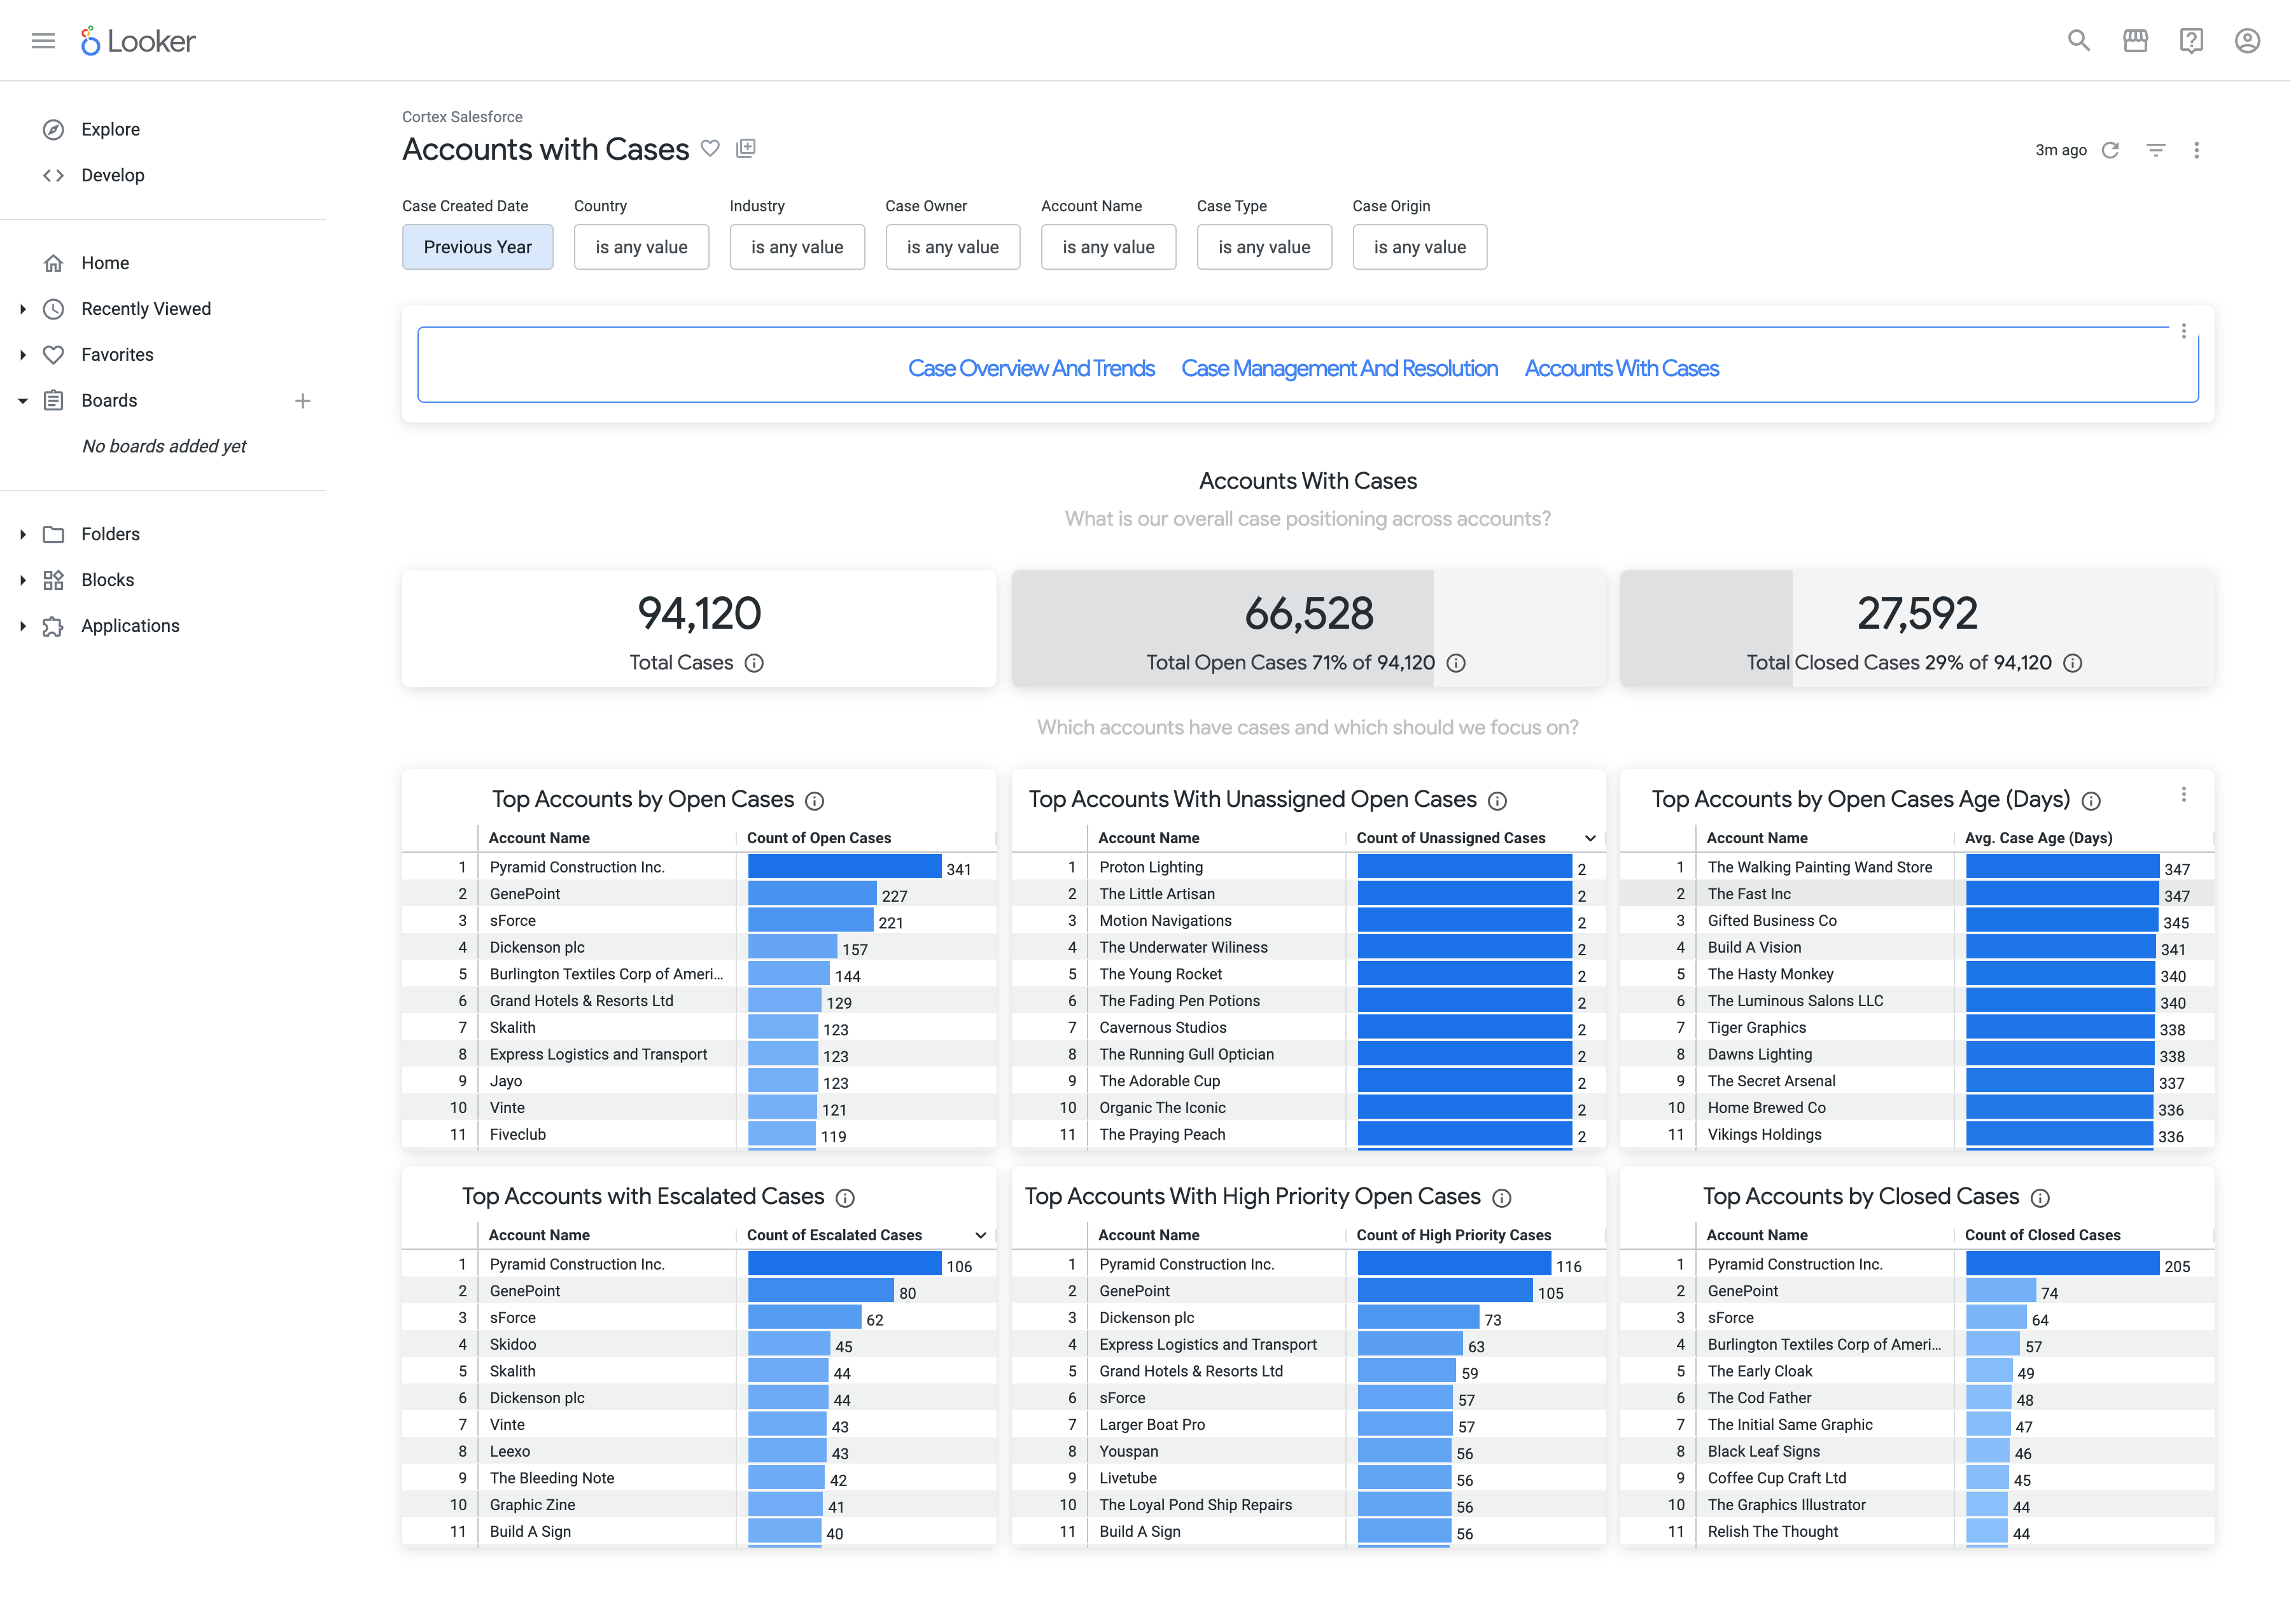 Looker
Explore
Develop
Home
Recently Viewed
Favorites
Boards
No boards added yet
Folders
Blocks
Applications
Cortex Salesforce
Accounts with Cases
3m ago
Case Created Date Country Industry Case Owner Account Name Case Type Case Origin
Previous Year is any value is any value is any value is any value is any value is any value
Case Overview And Trends Case Management And Resolution Accounts With Cases
Accounts With Cases
What is our overall case positioning across accounts?
94,120
Total Cases
66,528
Total Open Cases 71% of 94,120
27,592
Total Closed Cases 29% of 94,120
Which accounts have cases and which should we focus on?
Top Accounts by Open Cases
Account Name Count of Open Cases
1 Pyramid Construction Inc. 341
2 GenePoint 227
3 sForce 221
4 Dickenson plc 157
5 Burlington Textiles Corp of Ameri... 144
6 Grand Hotels & Resorts Ltd 129
7 Skalith 123
8 Express Logistics and Transport 123
9 Jayo 123
10 Vinte 121
11 Fiveclub 119
Top Accounts With Unassigned Open Cases
Account Name Count of Unassigned Cases
1 Proton Lighting 2
2 The Little Artisan 2
3 Motion Navigations 2
4 The Underwater Wiliness 2
5 The Young Rocket 2
6 The Fading Pen Potions 2
7 Cavernous Studios 2
8 The Running Gull Optician 2
9 The Adorable Cup 2
10 Organic The Iconic 2
11 The Praying Peach 2
Top Accounts by Open Cases Age (Days)
Account Name Avg. Case Age (Days)
1 The Walking Painting Wand Store 347
2 The Fast Inc 347
3 Gifted Business Co 345
4 Build A Vision 341
5 The Hasty Monkey 340
6 The Luminous Salons LLC 340
7 Tiger Graphics 338
8 Dawns Lighting 338
9 The Secret Arsenal 337
10 Home Brewed Co 336
11 Vikings Holdings 336
Top Accounts with Escalated Cases
Account Name Count of Escalated Cases
1 Pyramid Construction Inc. 106
2 GenePoint 80
3 sForce 62
4 Skidoo 45
5 Skalith 44
6 Dickenson plc 44
7 Vinte 43
8 Leexo 43
9 The Bleeding Note 42
10 Graphic Zine 41
11 Build A Sign 40
Top Accounts With High Priority Open Cases
Account Name Count of High Priority Cases
1 Pyramid Construction Inc. 116
2 GenePoint 105
3 Dickenson plc 73
4 Express Logistics and Transport 63
5 Grand Hotels & Resorts Ltd 59
6 sForce 57
7 Larger Boat Pro 57
8 Youspan 56
9 Livetube 56
10 The Loyal Pond Ship Repairs 56
11 Build A Sign 56
Top Accounts by Closed Cases
Account Name Count of Closed Cases
1 Pyramid Construction Inc. 205
2 GenePoint 74
3 sForce 64
4 Burlington Textiles Corp of Ameri... 57
5 The Early Cloak 49
6 The Cod Father 48
7 The Initial Same Graphic 47
8 Black Leaf Signs 46
9 Coffee Cup Craft Ltd 45
10 The Graphics Illustrator 44
11 Relish The Thought 44